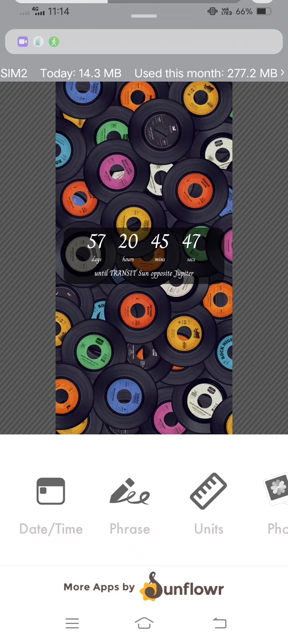 4G 11:14 66%
SIM2 Today: 14.3 MB Used this month: 277.2 MB ›
57 20 45 47
days hours mins secs
until TRANSIT Sun opposite Jupiter
Date/Time Phrase Units Pho
More Apps by Sunflowr